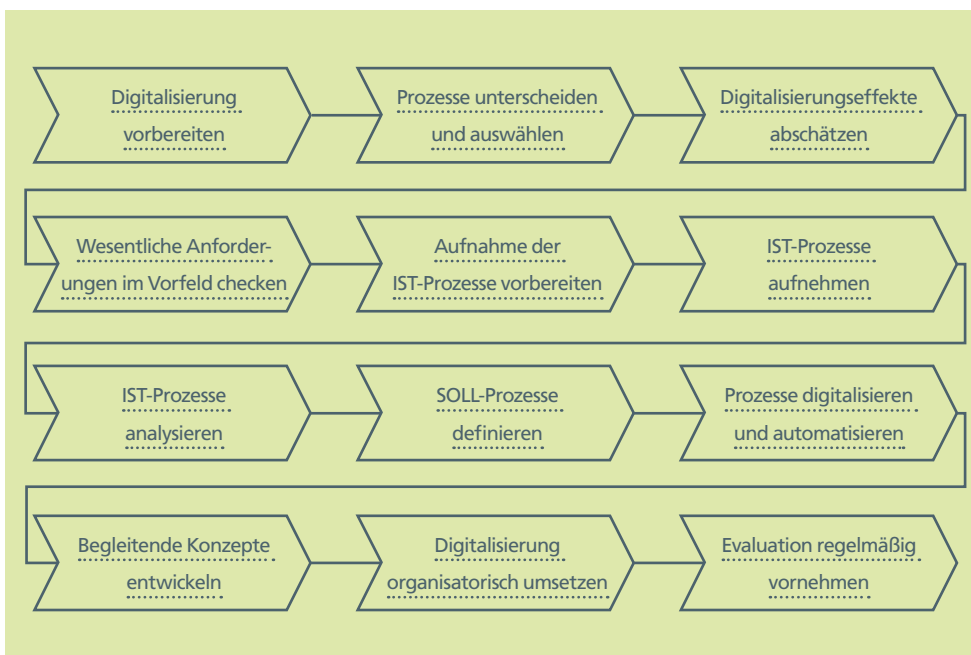 Digitalisierung
vorbereiten
Prozesse unterscheiden
und auswählen
Digitalisierungseffekte
abschätzen
Wesentliche Anforder-
ungen im Vorfeld checken
Aufnahme der
IST-Prozesse vorbereiten
IST-Prozesse
aufnehmen
IST-Prozesse
analysieren
SOLL-Prozesse
definieren
Prozesse digitalisieren
und automatisieren
Begleitende Konzepte
entwickeln
Digitalisierung
organisatorisch umsetzen
Evaluation regelmäßig
vornehmen